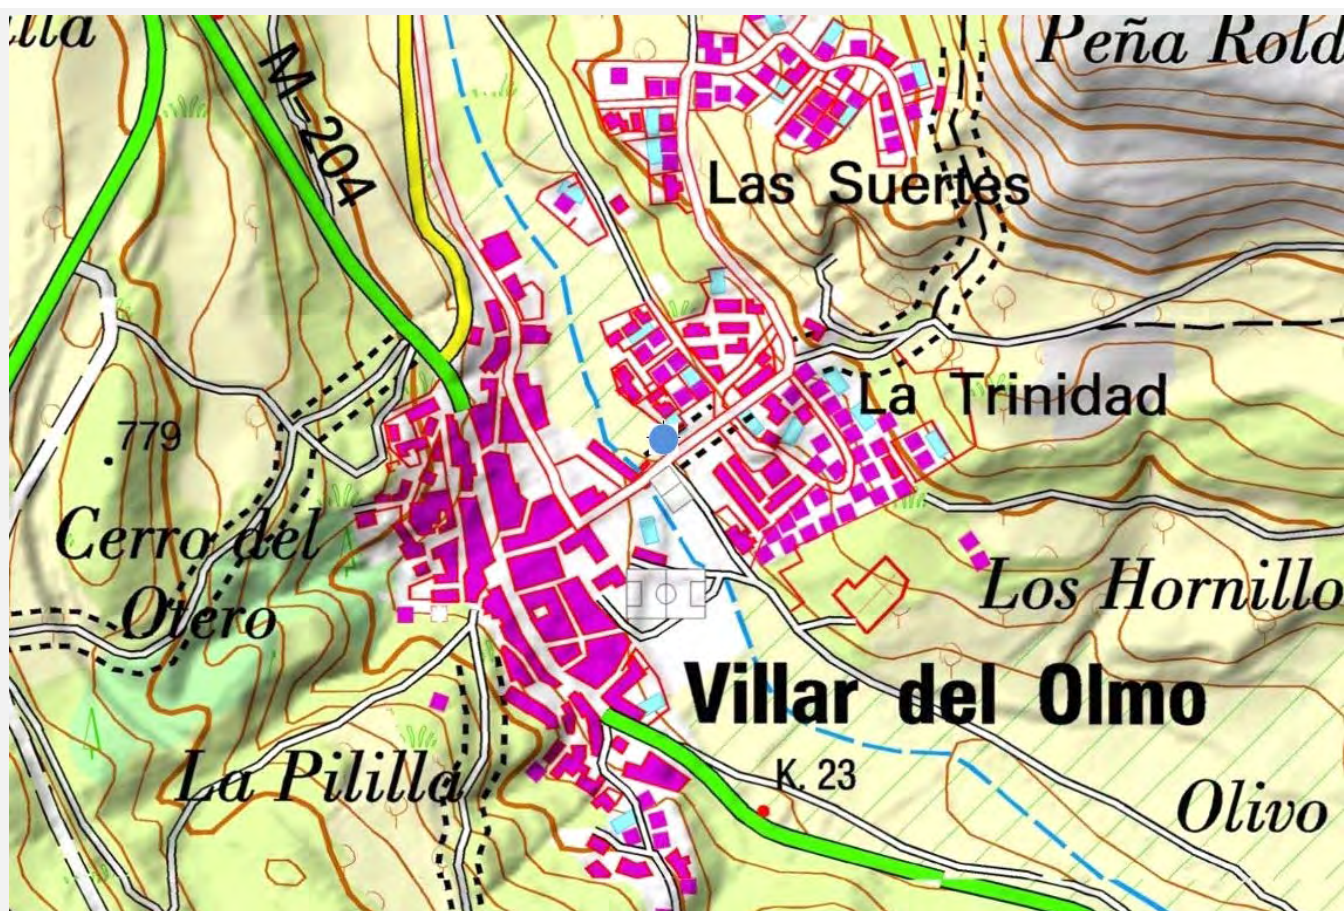 Peña Rold
M-204
Las Suertes
La Trinidad
779
Cerro del
Otero
Los Hornillo
Villar del Olmo
La Pililla
K. 23
Olivo